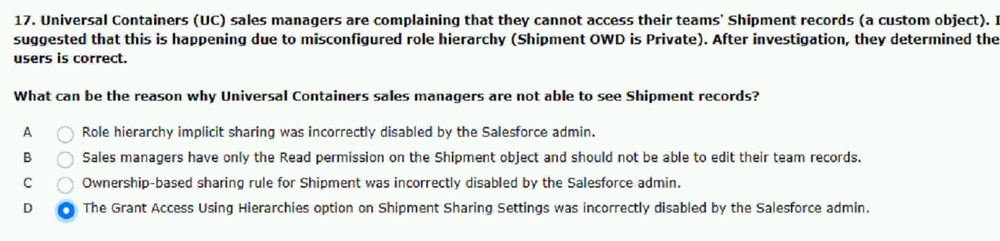 17. Universal Containers (UC) sales managers are complaining that they cannot access their teams' Shipment records (a custom object).
suggested that this is happening due to misconfigured role hierarchy (Shipment OWD is Private). After investigation, they determined the
users is correct.
What can be the reason why Universal Containers sales managers are not able to see Shipment records?
A Role hierarchy implicit sharing was incorrectly disabled by the Salesforce admin.
B Sales managers have only the Read permission on the Shipment object and should not be able to edit their team records.
C Ownership-based sharing rule for Shipment was incorrectly disabled by the Salesforce admin.
D The Grant Access Using Hierarchies option on Shipment Sharing Settings was incorrectly disabled by the Salesforce admin.